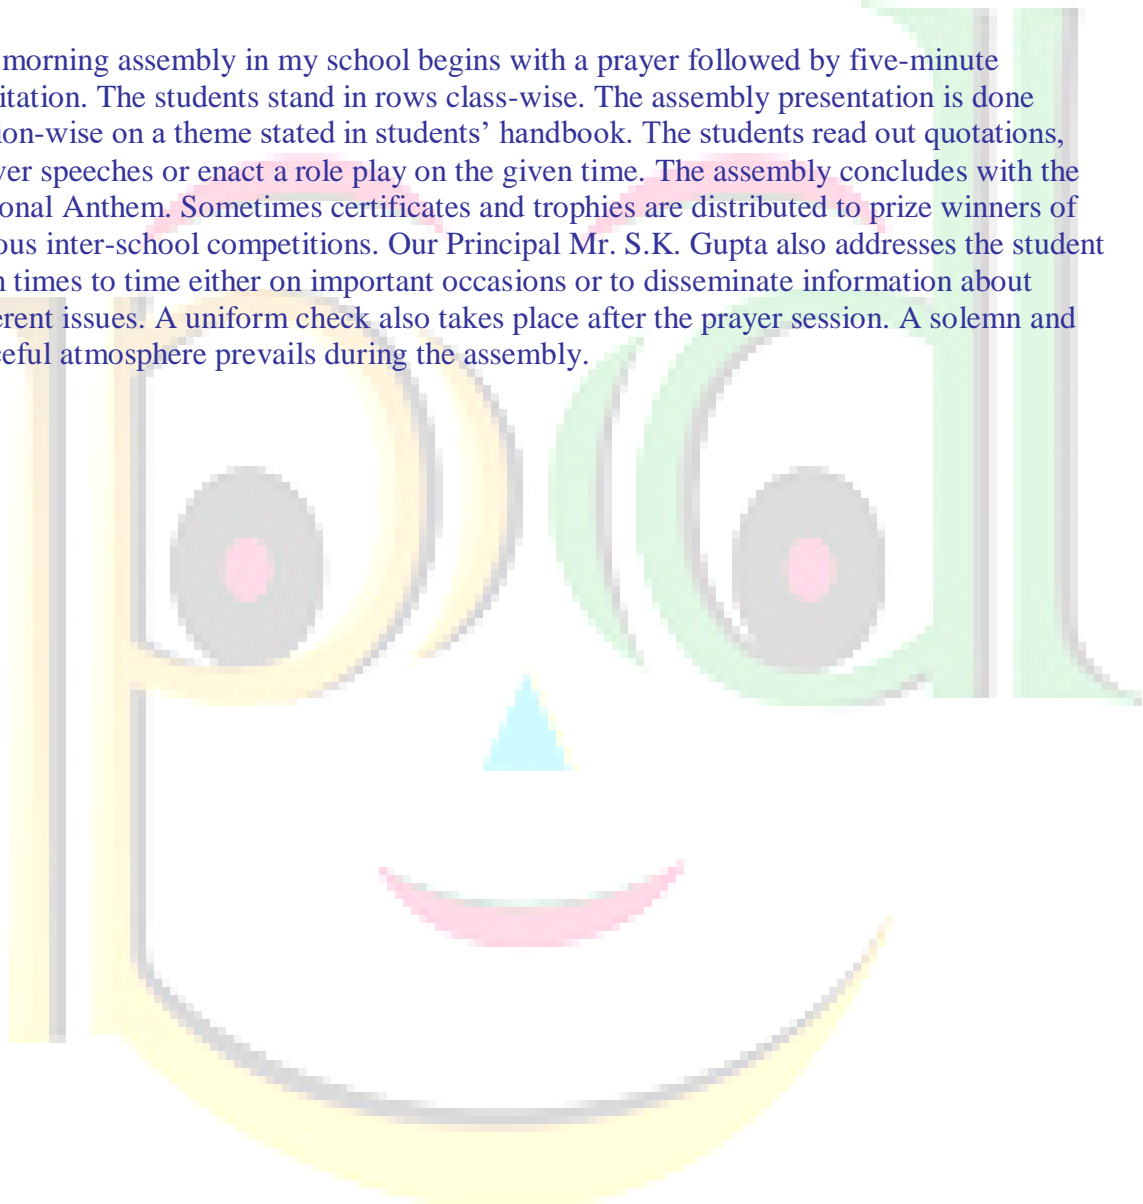 morning assembly in my school begins with a prayer followed by five-minute
itation. The students stand in rows class-wise. The assembly presentation is done
ion-wise on a theme stated in students’ handbook. The students read out quotations,
ver speeches or enact a role play on the given time. The assembly concludes with the
onal Anthem. Sometimes certificates and trophies are distributed to prize winners of
ous inter-school competitions. Our Principal Mr. S.K. Gupta also addresses the student
times to time either on important occasions or to disseminate information about
erent issues. A uniform check also takes place after the prayer session. A solemn and
eful atmosphere prevails during the assembly.